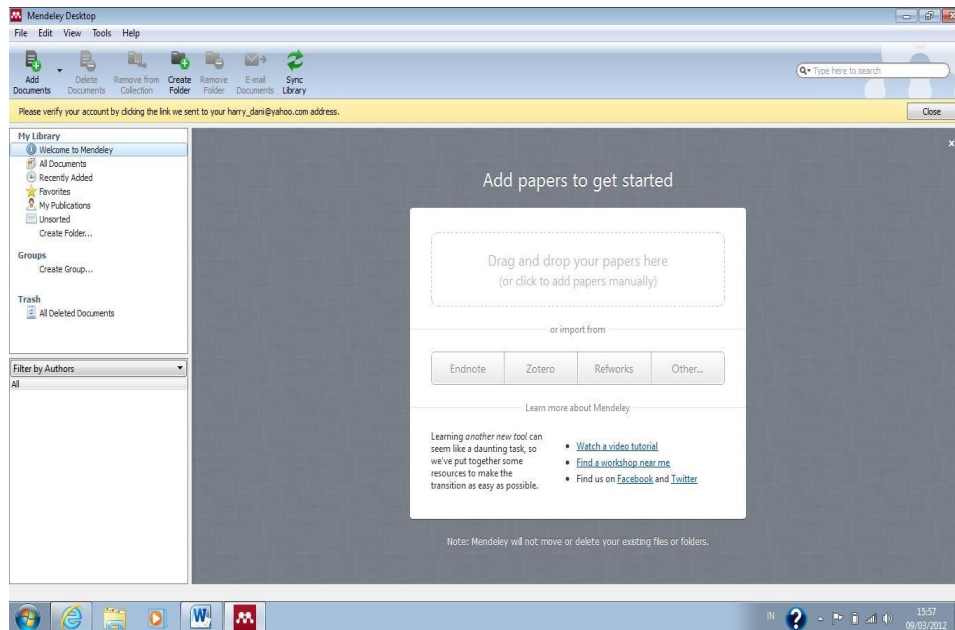 Mendeley Desktop
File Edit View Tools Help
Add Documents
Delete Documents
Remove from Collection
Create Folder
Remove Folder
E-mail Documents
Sync Library
Type here to search
Please verify your account by clicking the link we sent to your harry_dani@yahoo.com address.
Close
My Library
Welcome to Mendeley
All Documents
Recently Added
Favorites
My Publications
Unsorted
Create Folder...
Groups
Create Group...
Trash
All Deleted Documents
Filter by Authors
All
Add papers to get started
Drag and drop your papers here
(or click to add papers manually)
or import from
Endnote Zotero Refworks Other...
Learn more about Mendeley
Learning another new tool can
seem like a daunting task, so
we've put together some
resources to make the
transition as easy as possible.
• Watch a video tutorial
• Find a workshop near me
• Find us on Facebook and Twitter
Note: Mendeley will not move or delete your existing files or folders.
IN
15:57
09/03/2012